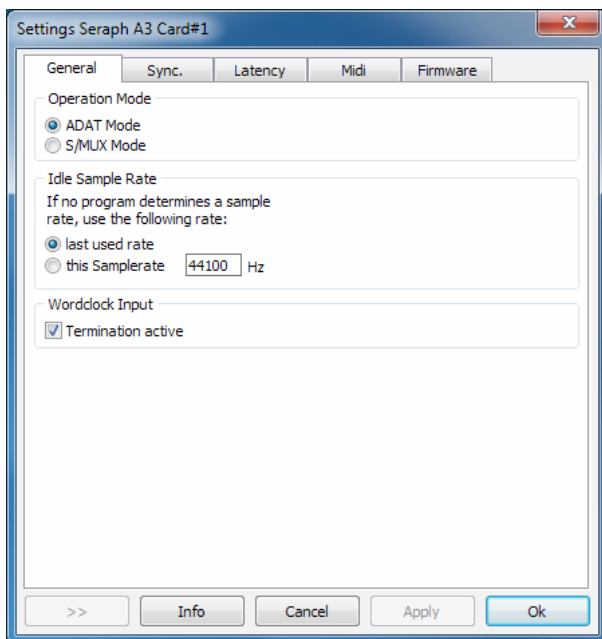 Settings Seraph A3 Card#1
General Sync. Latency Midi Firmware
Operation Mode
ADAT Mode
S/MUX Mode
Idle Sample Rate
If no program determines a sample
rate, use the following rate:
last used rate
this Samplerate 44100 Hz
Wordclock Input
Termination active
>> Info Cancel Apply Ok